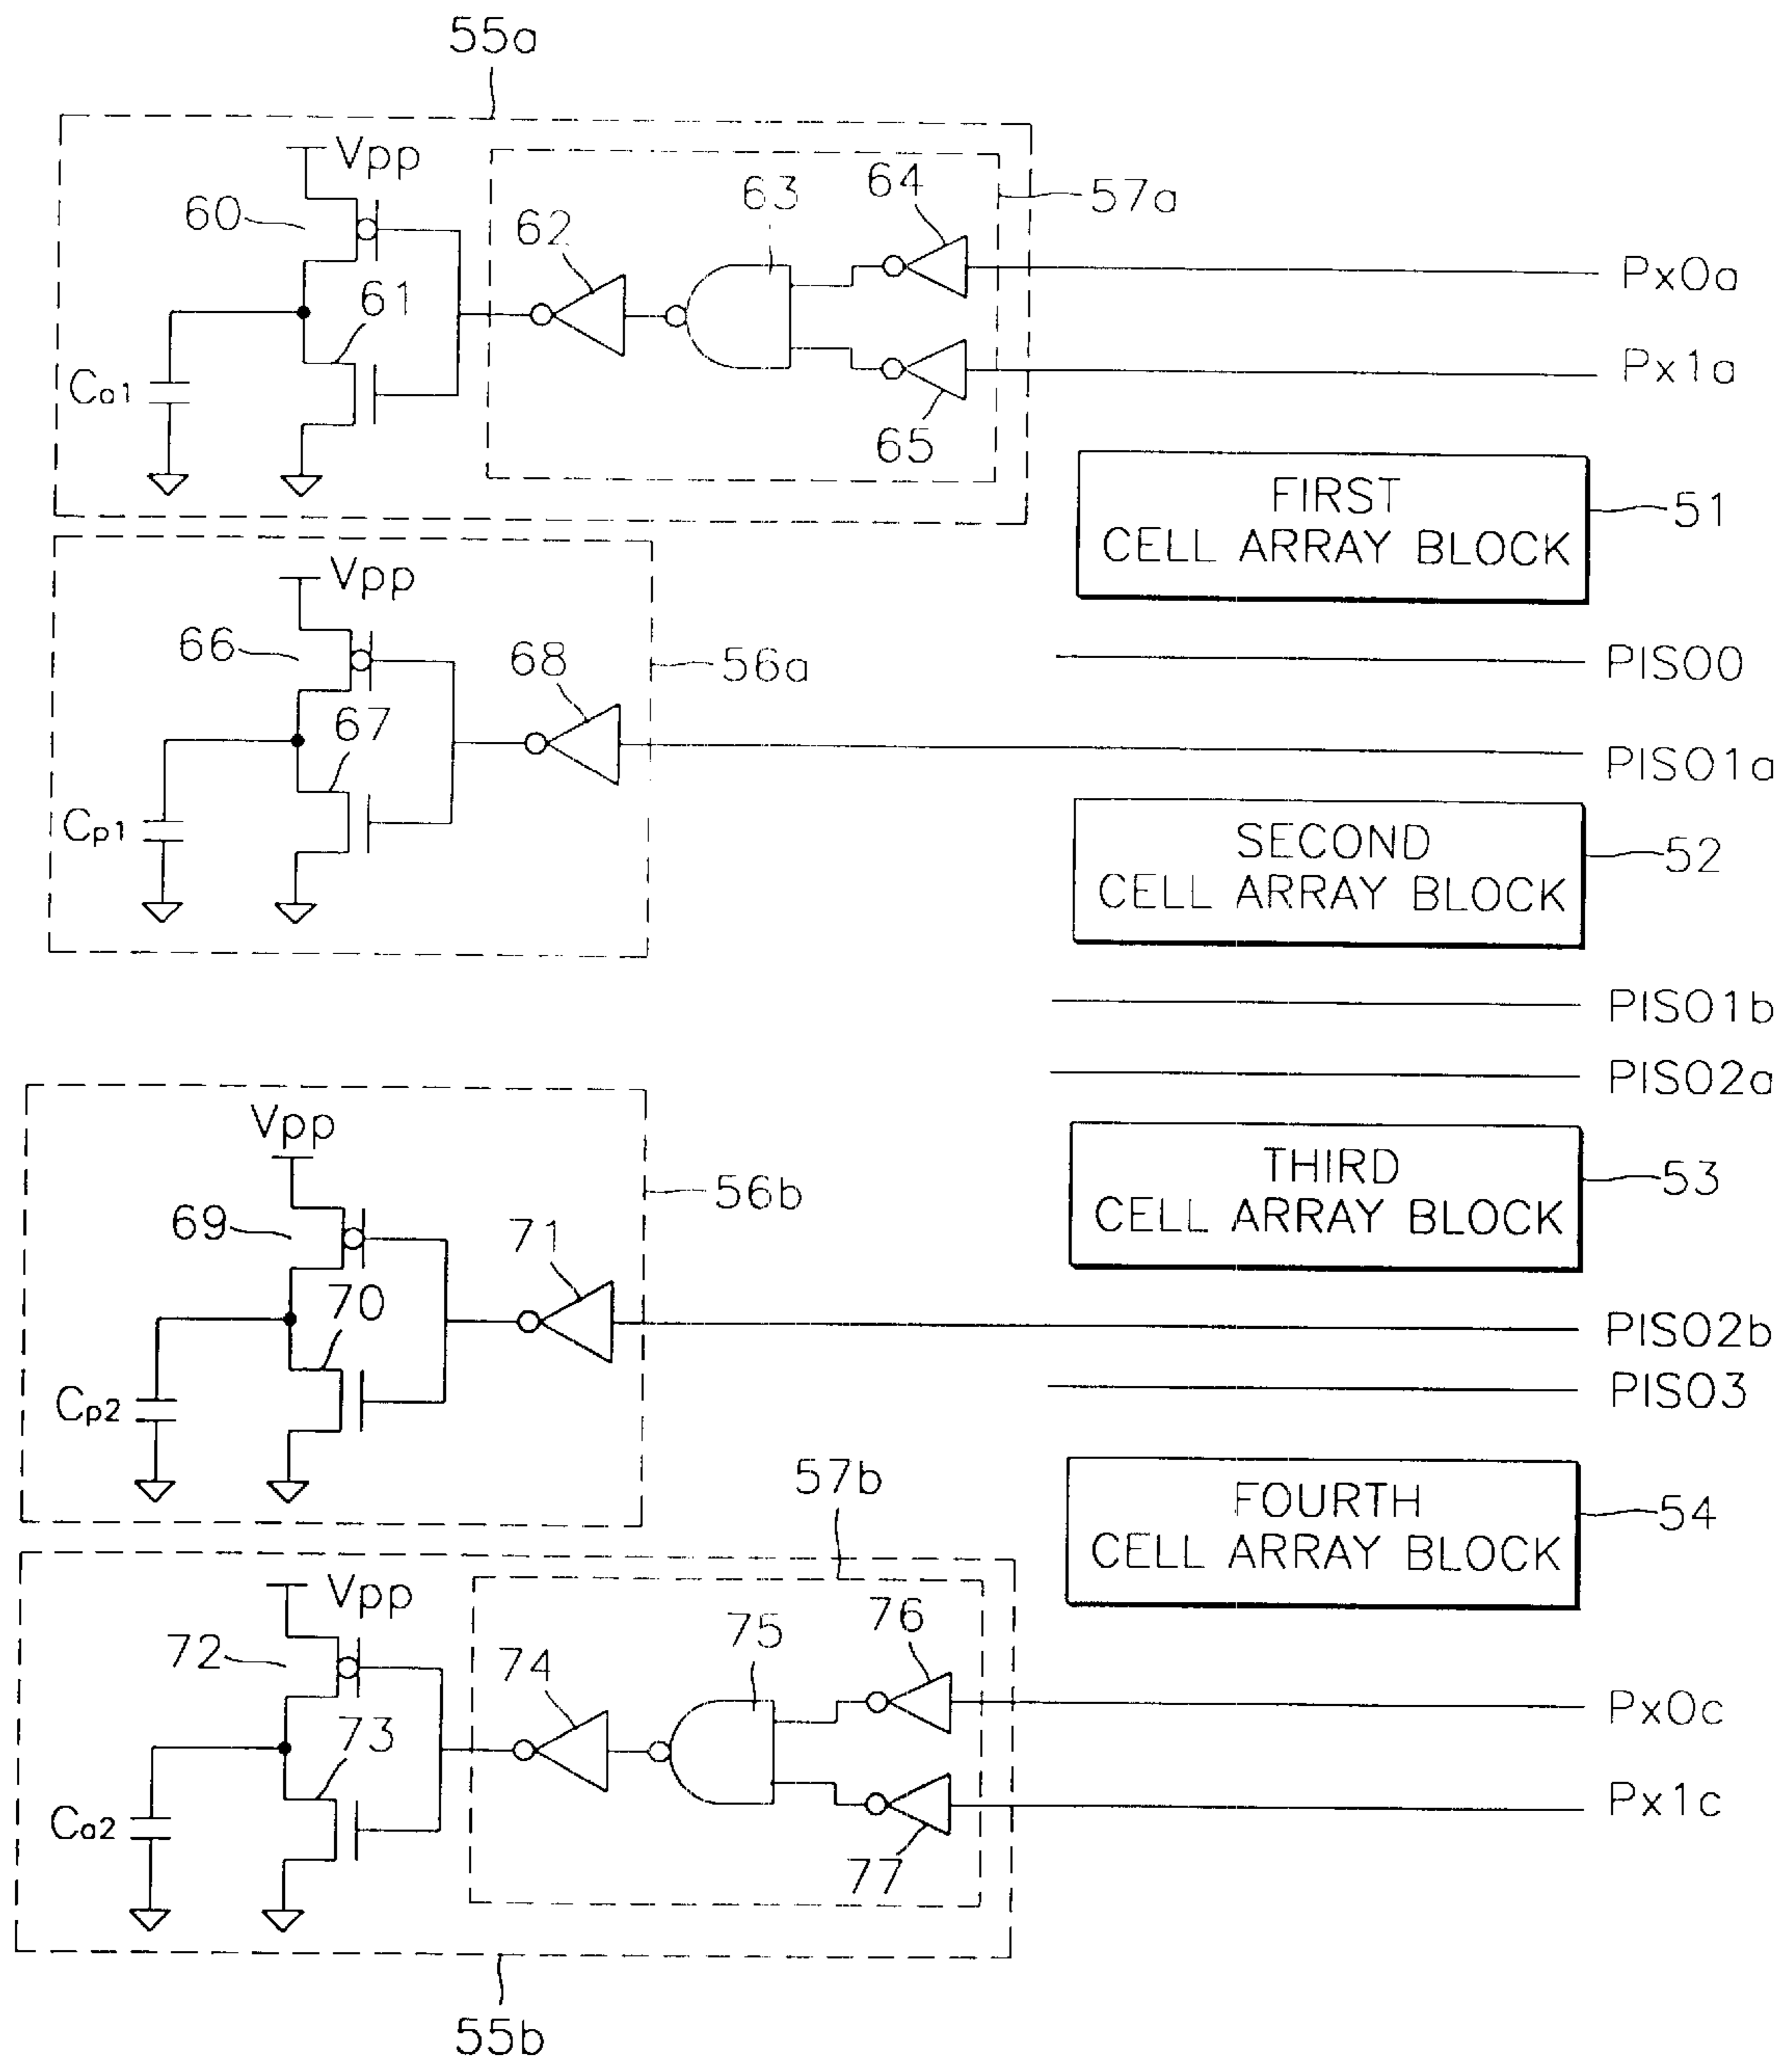 55a
Vpp
57a
60
61
62
63
64
65
Ca1
Px0a
Px1a
FIRST
CELL ARRAY BLOCK
51
Vpp
66
67
68
56a
Cp1
PISO0
PISO1a
SECOND
CELL ARRAY BLOCK
52
PISO1b
PISO2a
Vpp
69
70
71
56b
Cp2
THIRD
CELL ARRAY BLOCK
53
PISO2b
PISO3
57b
FOURTH
CELL ARRAY BLOCK
54
Vpp
72
73
74
75
76
77
Ca2
Px0c
Px1c
55b